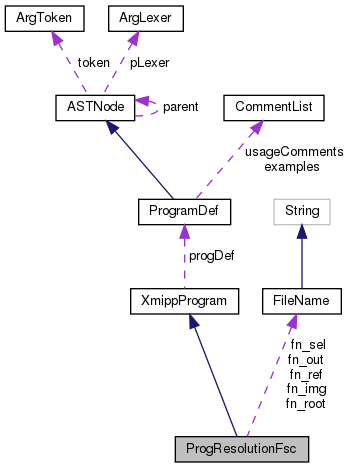 ArgToken
ArgLexer
token
pLexer
ASTNode
parent
CommentList
usageComments
examples
ProgramDef
String
progDef
XmippProgram
FileName
fn_sel
fn_out
fn_ref
fn_img
fn_root
ProgResolutionFsc